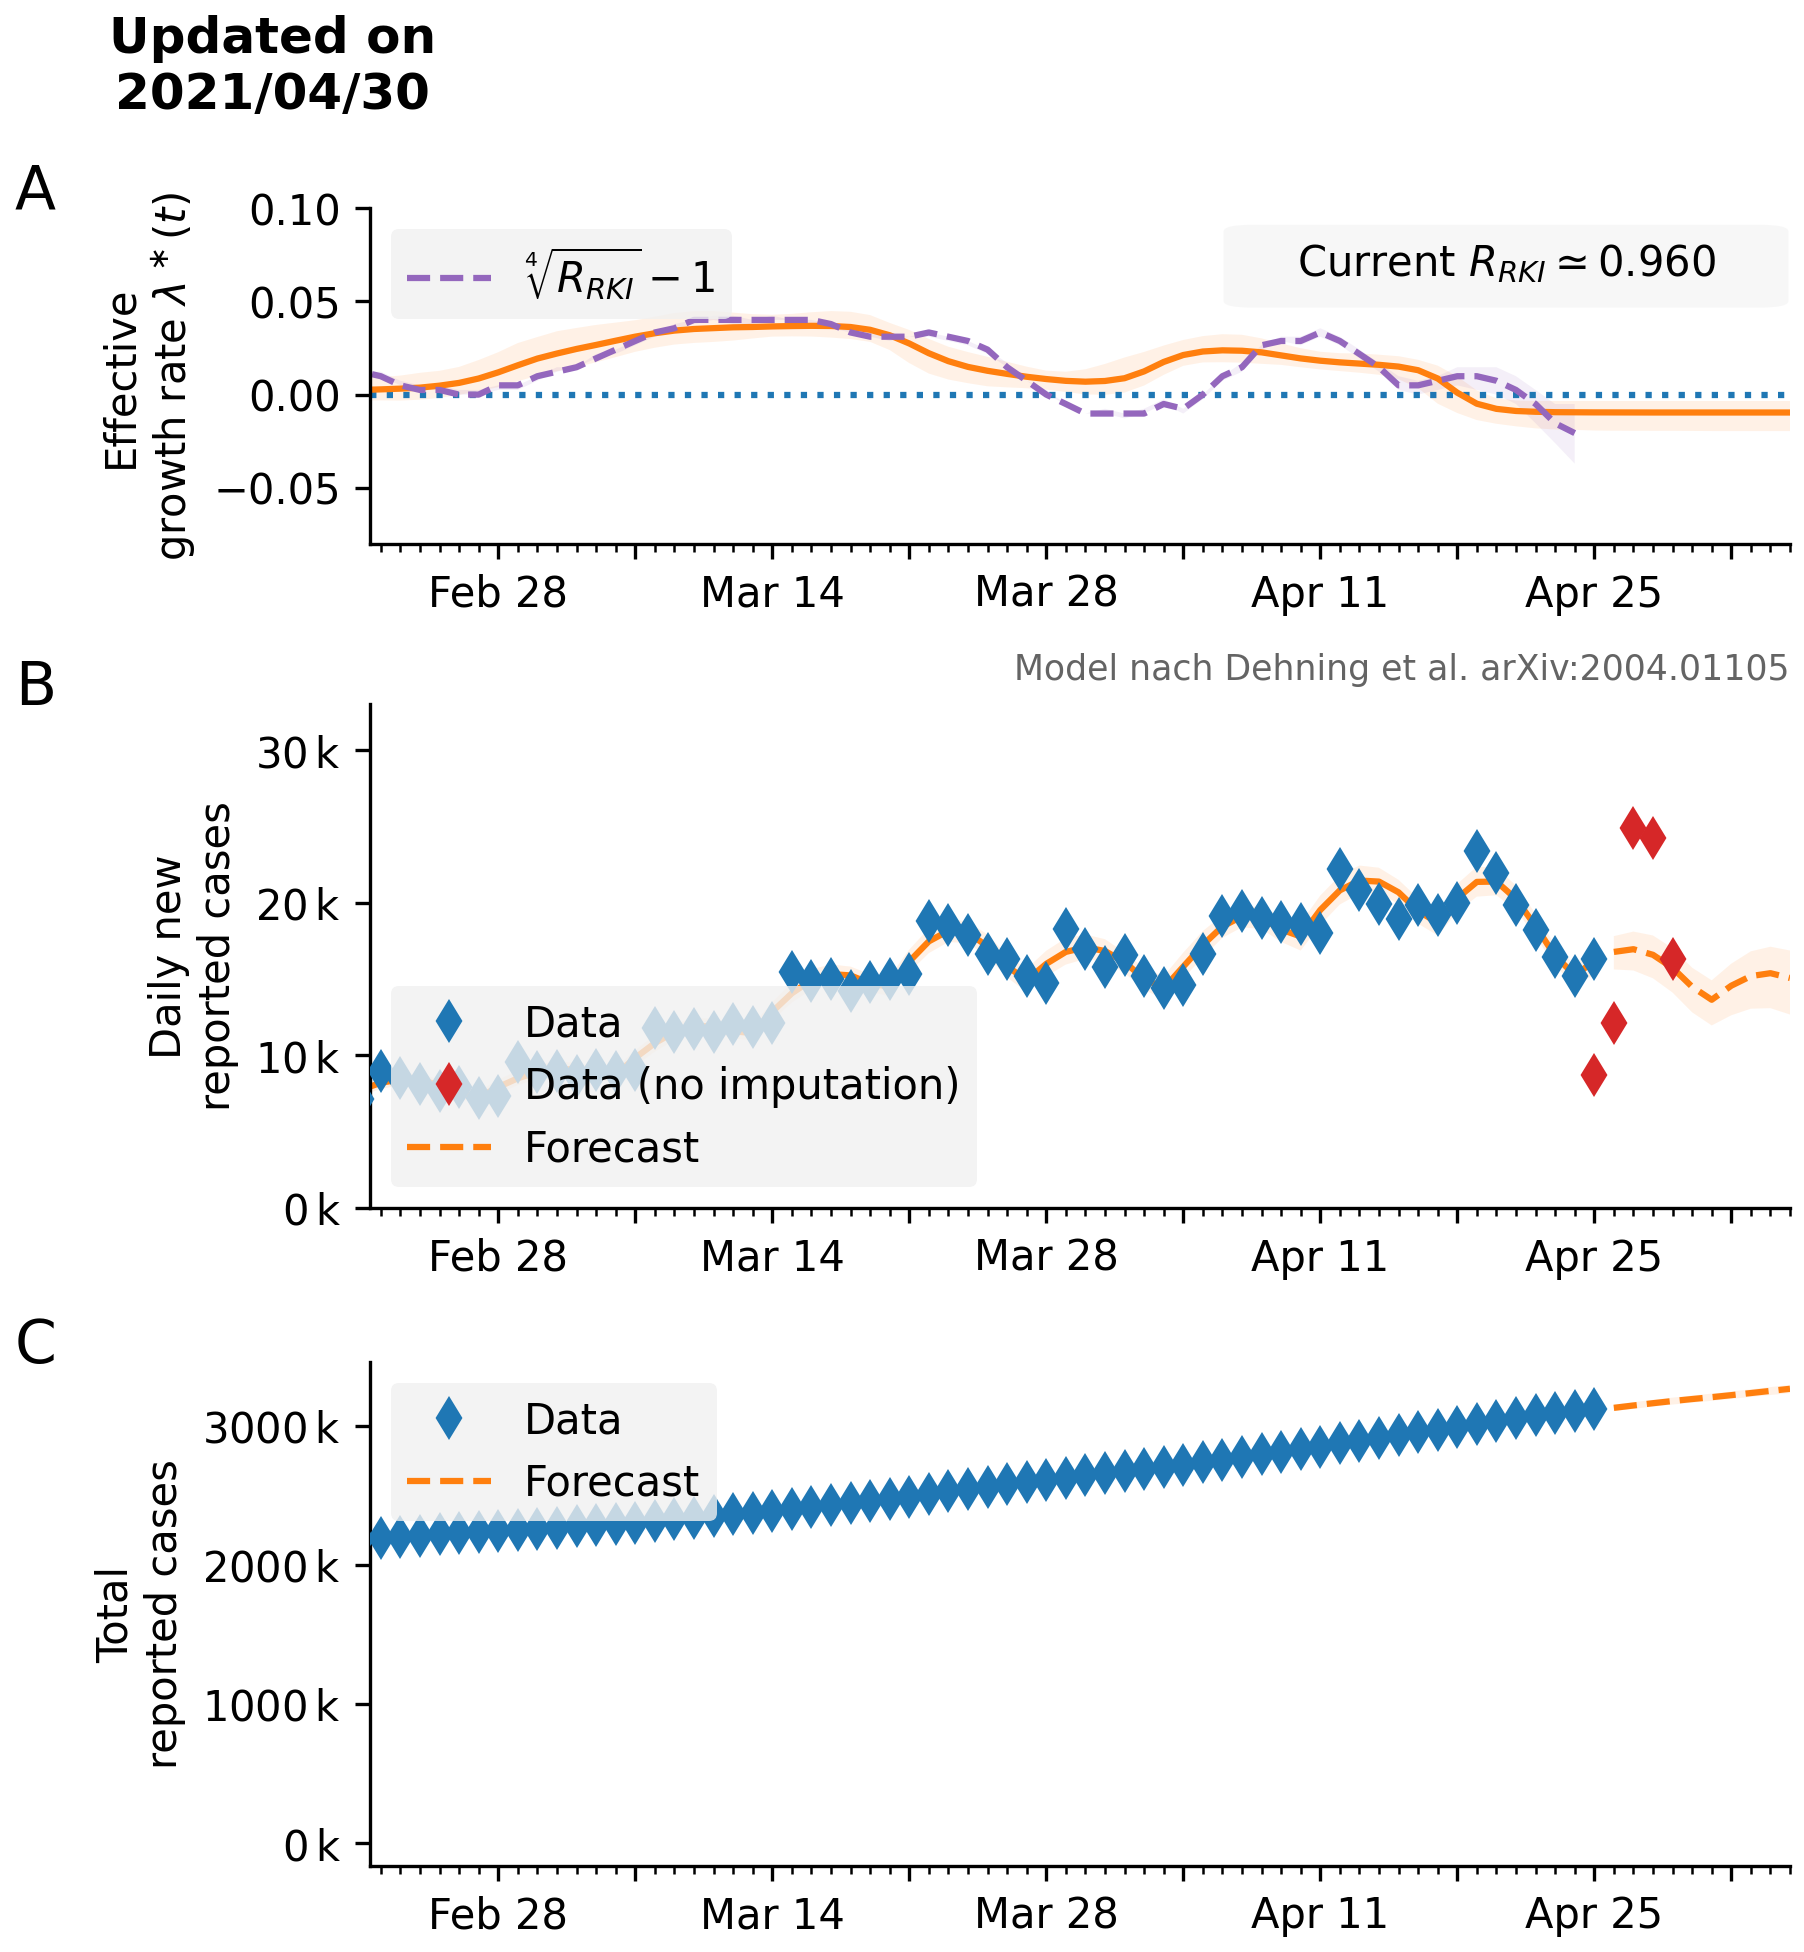 Updated on
2021/04/30
A
Effective
growth rate λ*(t)
0.10
0.05
0.00
−0.05
∜R_RKI − 1
Current R_RKI ≃ 0.960
Feb 28
Mar 14
Mar 28
Apr 11
Apr 25
Model nach Dehning et al. arXiv:2004.01105
B
Daily new
reported cases
30 k
20 k
10 k
0 k
Data
Data (no imputation)
Forecast
Feb 28
Mar 14
Mar 28
Apr 11
Apr 25
C
Total
reported cases
3000 k
2000 k
1000 k
0 k
Data
Forecast
Feb 28
Mar 14
Mar 28
Apr 11
Apr 25